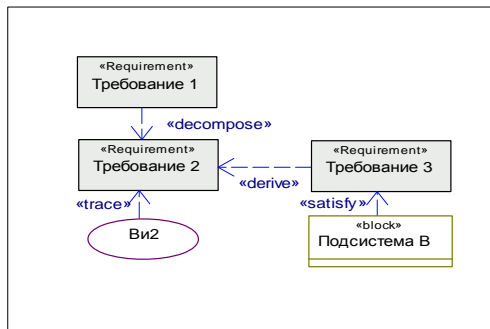 «Requirement»
Требование 1
«decompose»
«Requirement»
Требование 2
«Requirement»
Требование 3
«derive»
«trace»
«satisfy»
Ви2
«block»
Подсистема В